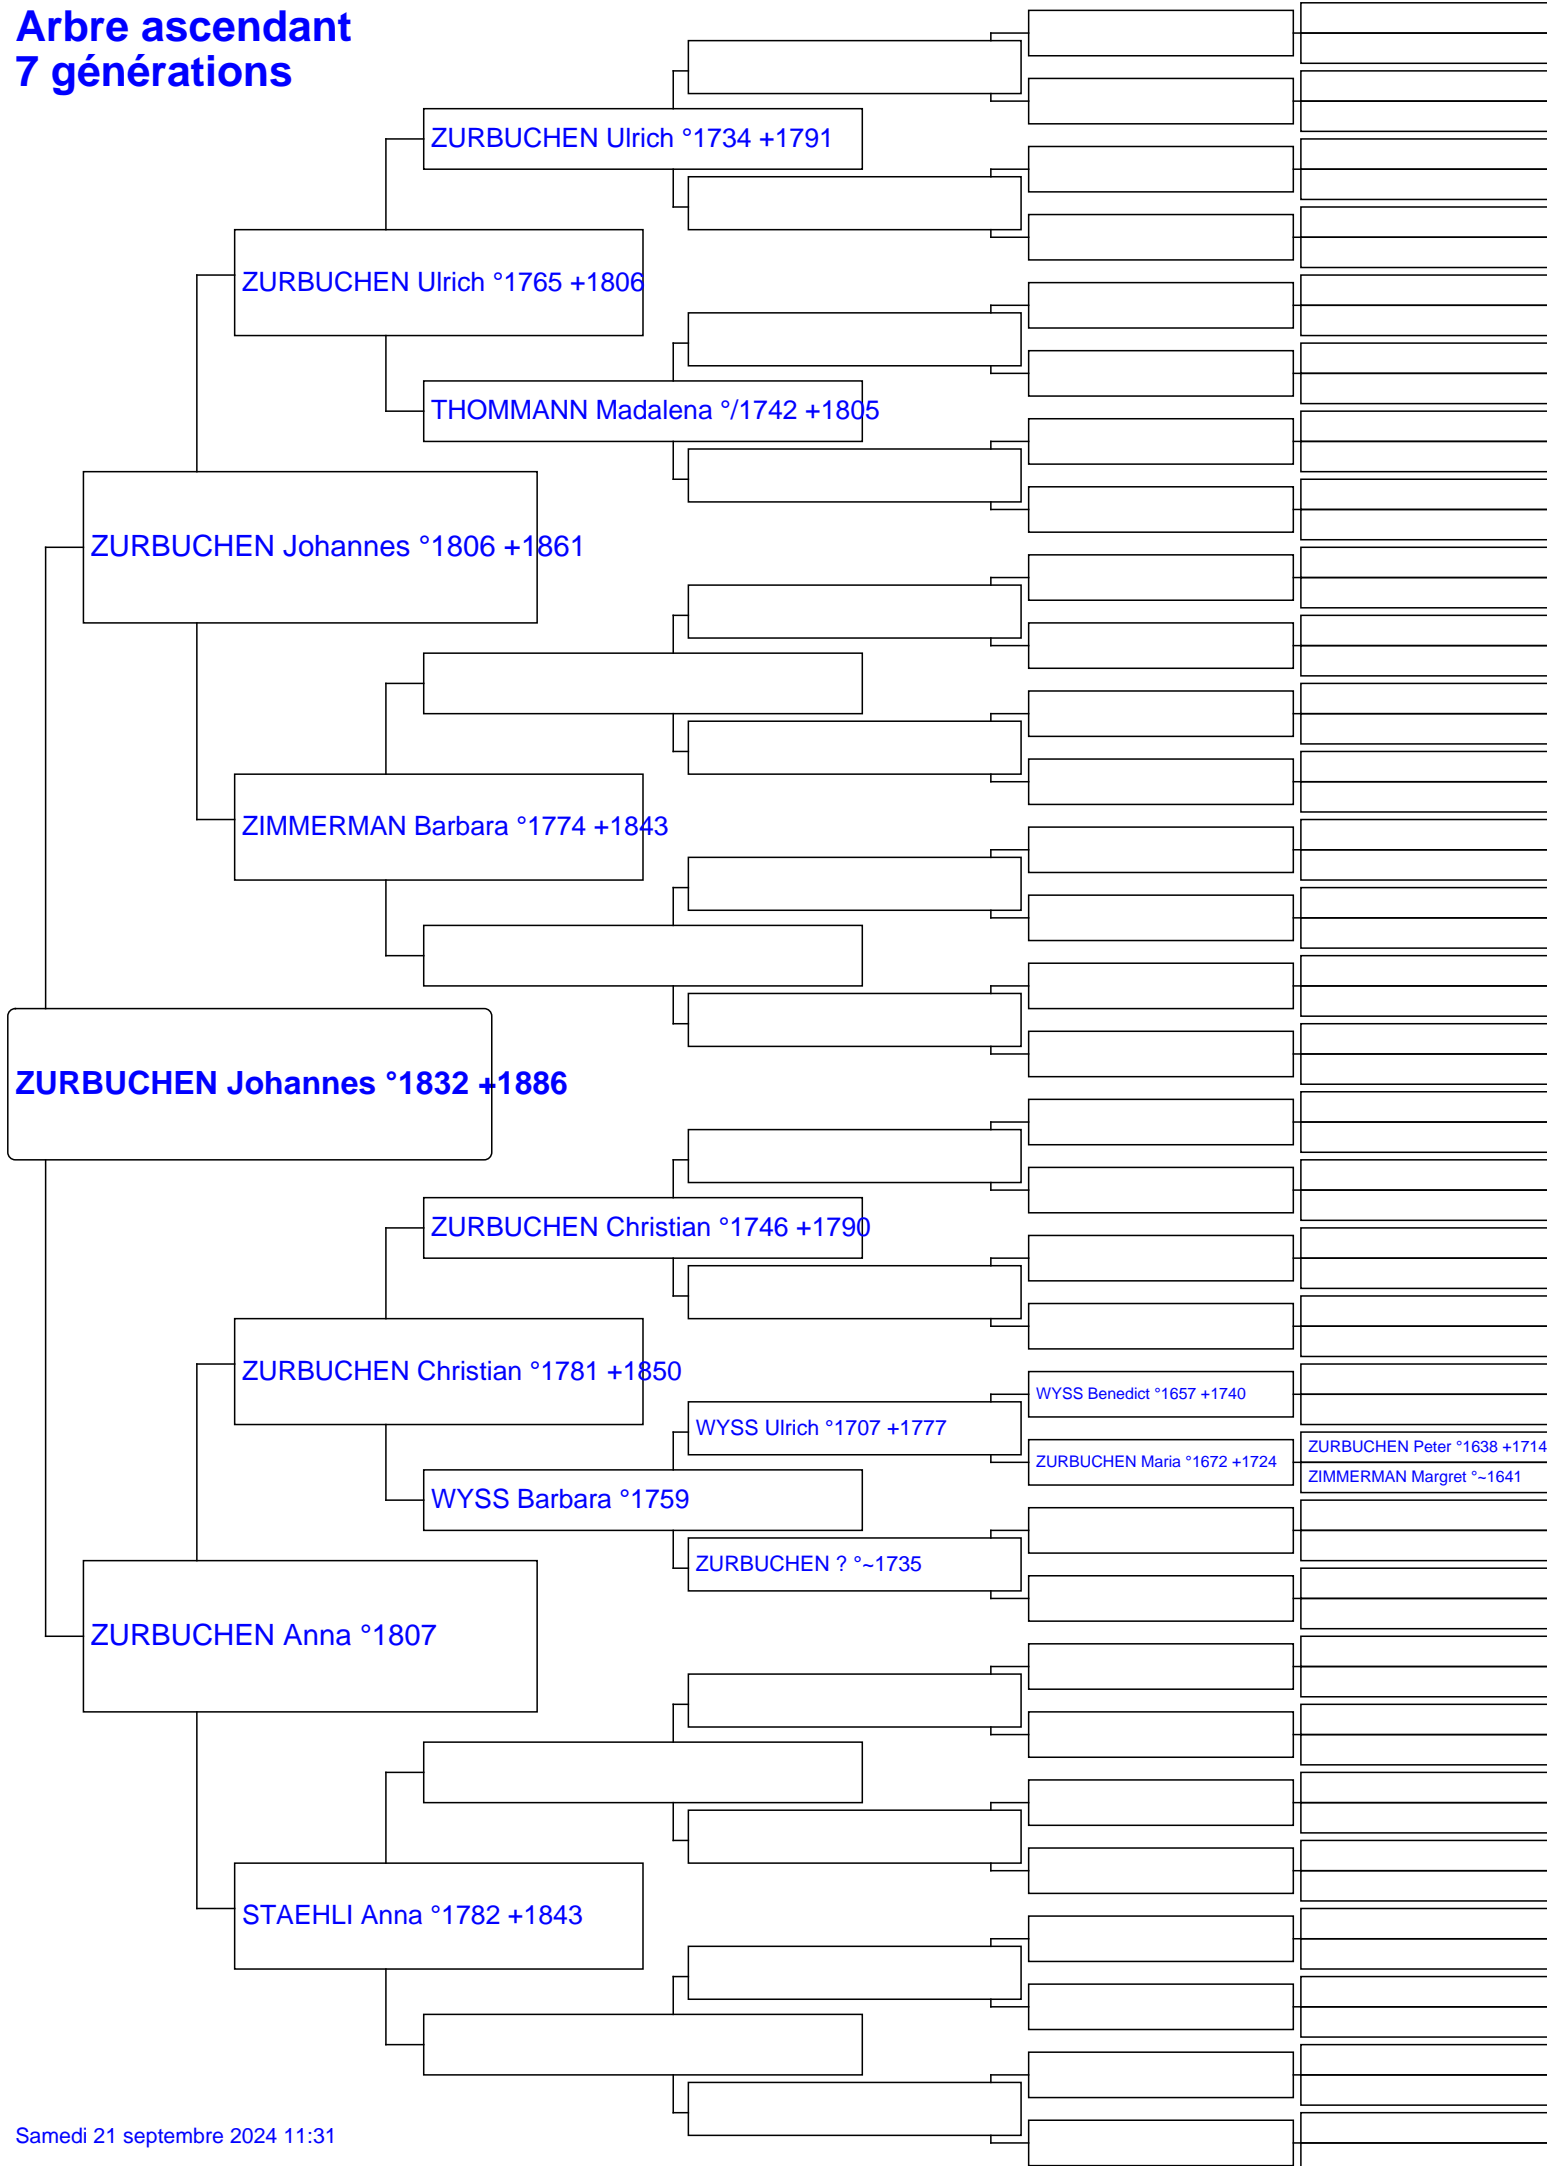 Arbre ascendant
7 générations
ZURBUCHEN Ulrich °1734 +1791
ZURBUCHEN Ulrich °1765 +1806
THOMMANN Madalena °/1742 +1805
ZURBUCHEN Johannes °1806 +1861
ZIMMERMAN Barbara °1774 +1843
ZURBUCHEN Johannes °1832 +1886
ZURBUCHEN Christian °1746 +1790
ZURBUCHEN Christian °1781 +1850
WYSS Benedict °1657 +1740
WYSS Ulrich °1707 +1777
ZURBUCHEN Peter °1638 +1714
ZURBUCHEN Maria °1672 +1724
ZIMMERMAN Margret °~1641
WYSS Barbara °1759
ZURBUCHEN ? °~1735
ZURBUCHEN Anna °1807
STAEHLI Anna °1782 +1843
Samedi 21 septembre 2024 11:31